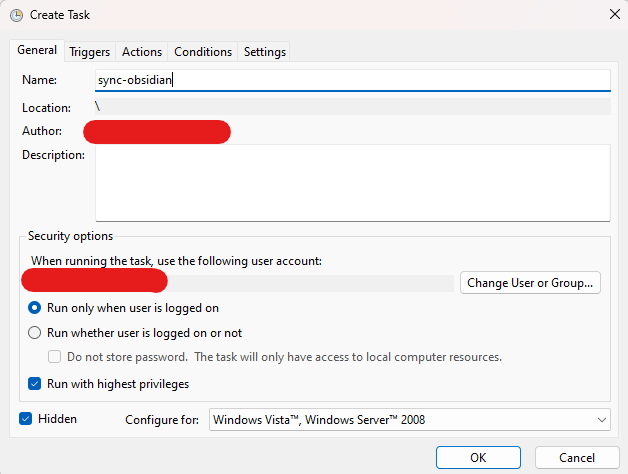 Create Task
General Triggers Actions Conditions Settings
Name: sync-obsidian
Location: \
Author:
Description:
Security options
When running the task, use the following user account:
Change User or Group...
Run only when user is logged on
Run whether user is logged on or not
Do not store password. The task will only have access to local computer resources.
Run with highest privileges
Hidden Configure for: Windows Vista™, Windows Server™ 2008
OK Cancel